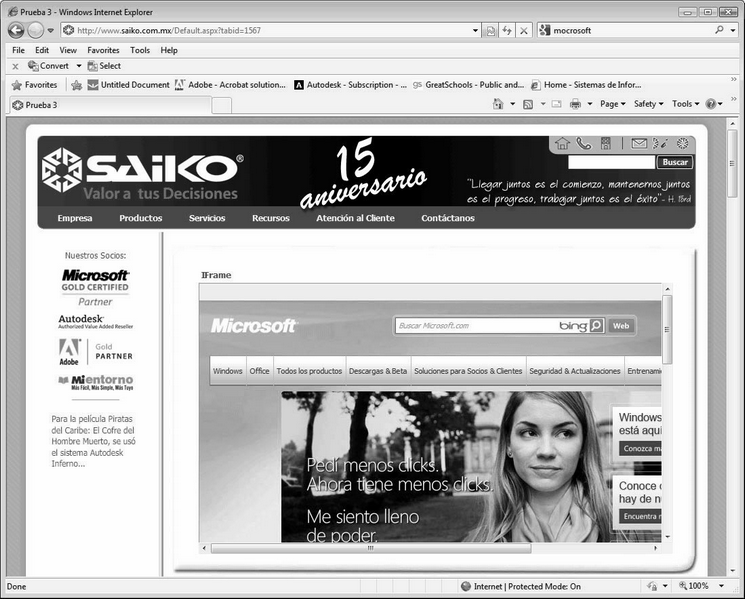 Prueba 3 - Windows Internet Explorer
http://www.saiko.com.mx/Default.aspx?tabid=1567
mocrosoft
File Edit View Favorites Tools Help
x Convert Select
Favorites Untitled Document Adobe - Acrobat solution... Autodesk - Subscription - ... GreatSchools - Public and... Home - Sistemas de Infor...
Prueba 3
Page Safety Tools
SAiKO®
Valor a tus Decisiones
15
aniversario
Buscar
"Llegar juntos es el comienzo, mantenernos juntos
es el progreso, trabajar juntos es el éxito" - H. Ford
Empresa Productos Servicios Recursos Atención al Cliente Contáctanos
Nuestros Socios:
Microsoft
GOLD CERTIFIED
Partner
Autodesk
Authorized Value Added Reseller
Adobe
Gold
PARTNER
Mientorno
Más Fácil, Más Simple, Más Tuyo
Para la película Piratas
del Caribe: El Cofre del
Hombre Muerto, se usó
el sistema Autodesk
Inferno...
IFrame
Microsoft
Buscar Microsoft.com bing Web
Windows Office Todos los productos Descargas & Beta Soluciones para Socios & Clientes Seguridad & Actualizaciones Entrenami
Pedí menos clicks.
Ahora tiene menos clicks.
Me siento lleno
de poder.
Windows
está aquí
Conozca má
Conoce o
hay de nu
Encuentra r
Done
Internet | Protected Mode: On
100%